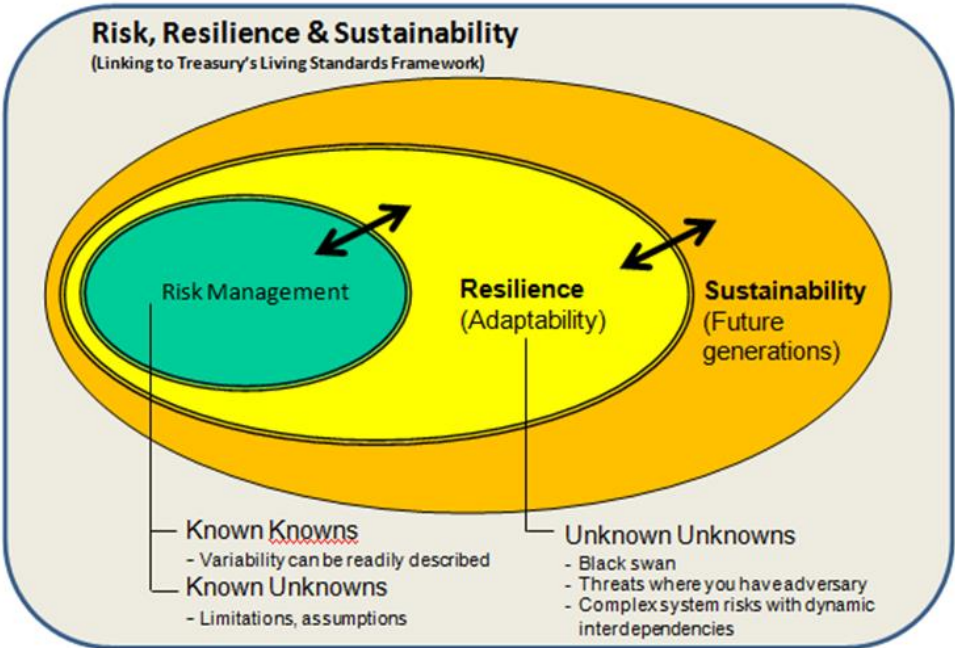 Risk, Resilience & Sustainability
(Linking to Treasury's Living Standards Framework)
Risk Management
Resilience
(Adaptability)
Sustainability
(Future
generations)
Known Knowns
- Variability can be readily described
Known Unknowns
- Limitations, assumptions
Unknown Unknowns
- Black swan
- Threats where you have adversary
- Complex system risks with dynamic
interdependencies